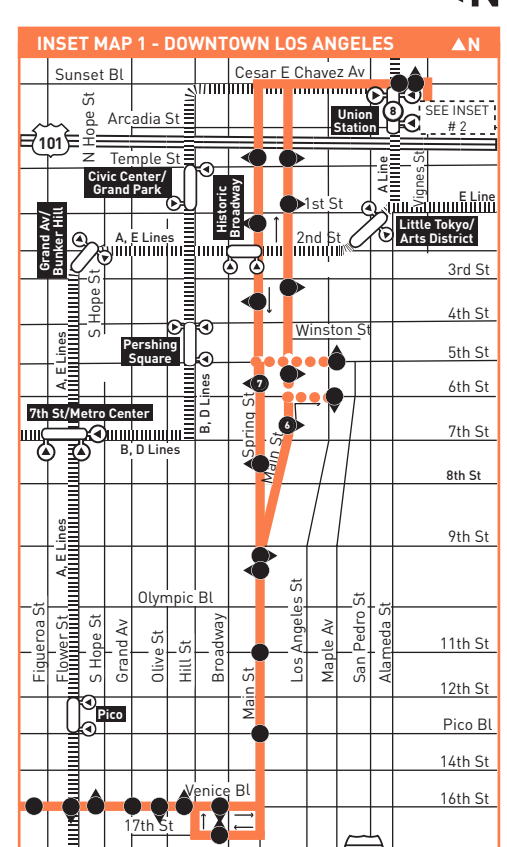 N
INSET MAP 1 - DOWNTOWN LOS ANGELES
N
Sunset Bl
Cesar E Chavez Av
N Hope St
Arcadia St
Union
Station
8
SEE INSET
# 2
101
Temple St
Civic Center/
Grand Park
A Line
Vignes St
Historic
Broadway
1st St
E Line
Grand Av/
Bunker Hill
A, E Lines
2nd St
Little Tokyo/
Arts District
3rd St
S Hope St
4th St
Winston St
Pershing
Square
5th St
A, E Lines
7
6th St
B, D Lines
Spring St
Main St
7th St/Metro Center
6
7th St
B, D Lines
8th St
A, E Lines
9th St
Olympic Bl
Figueroa St
Flower St
S Hope St
Grand Av
Olive St
Hill St
Broadway
Main St
Los Angeles St
Maple Av
San Pedro St
Alameda St
11th St
12th St
Pico
Pico Bl
14th St
Venice Bl
16th St
17th St